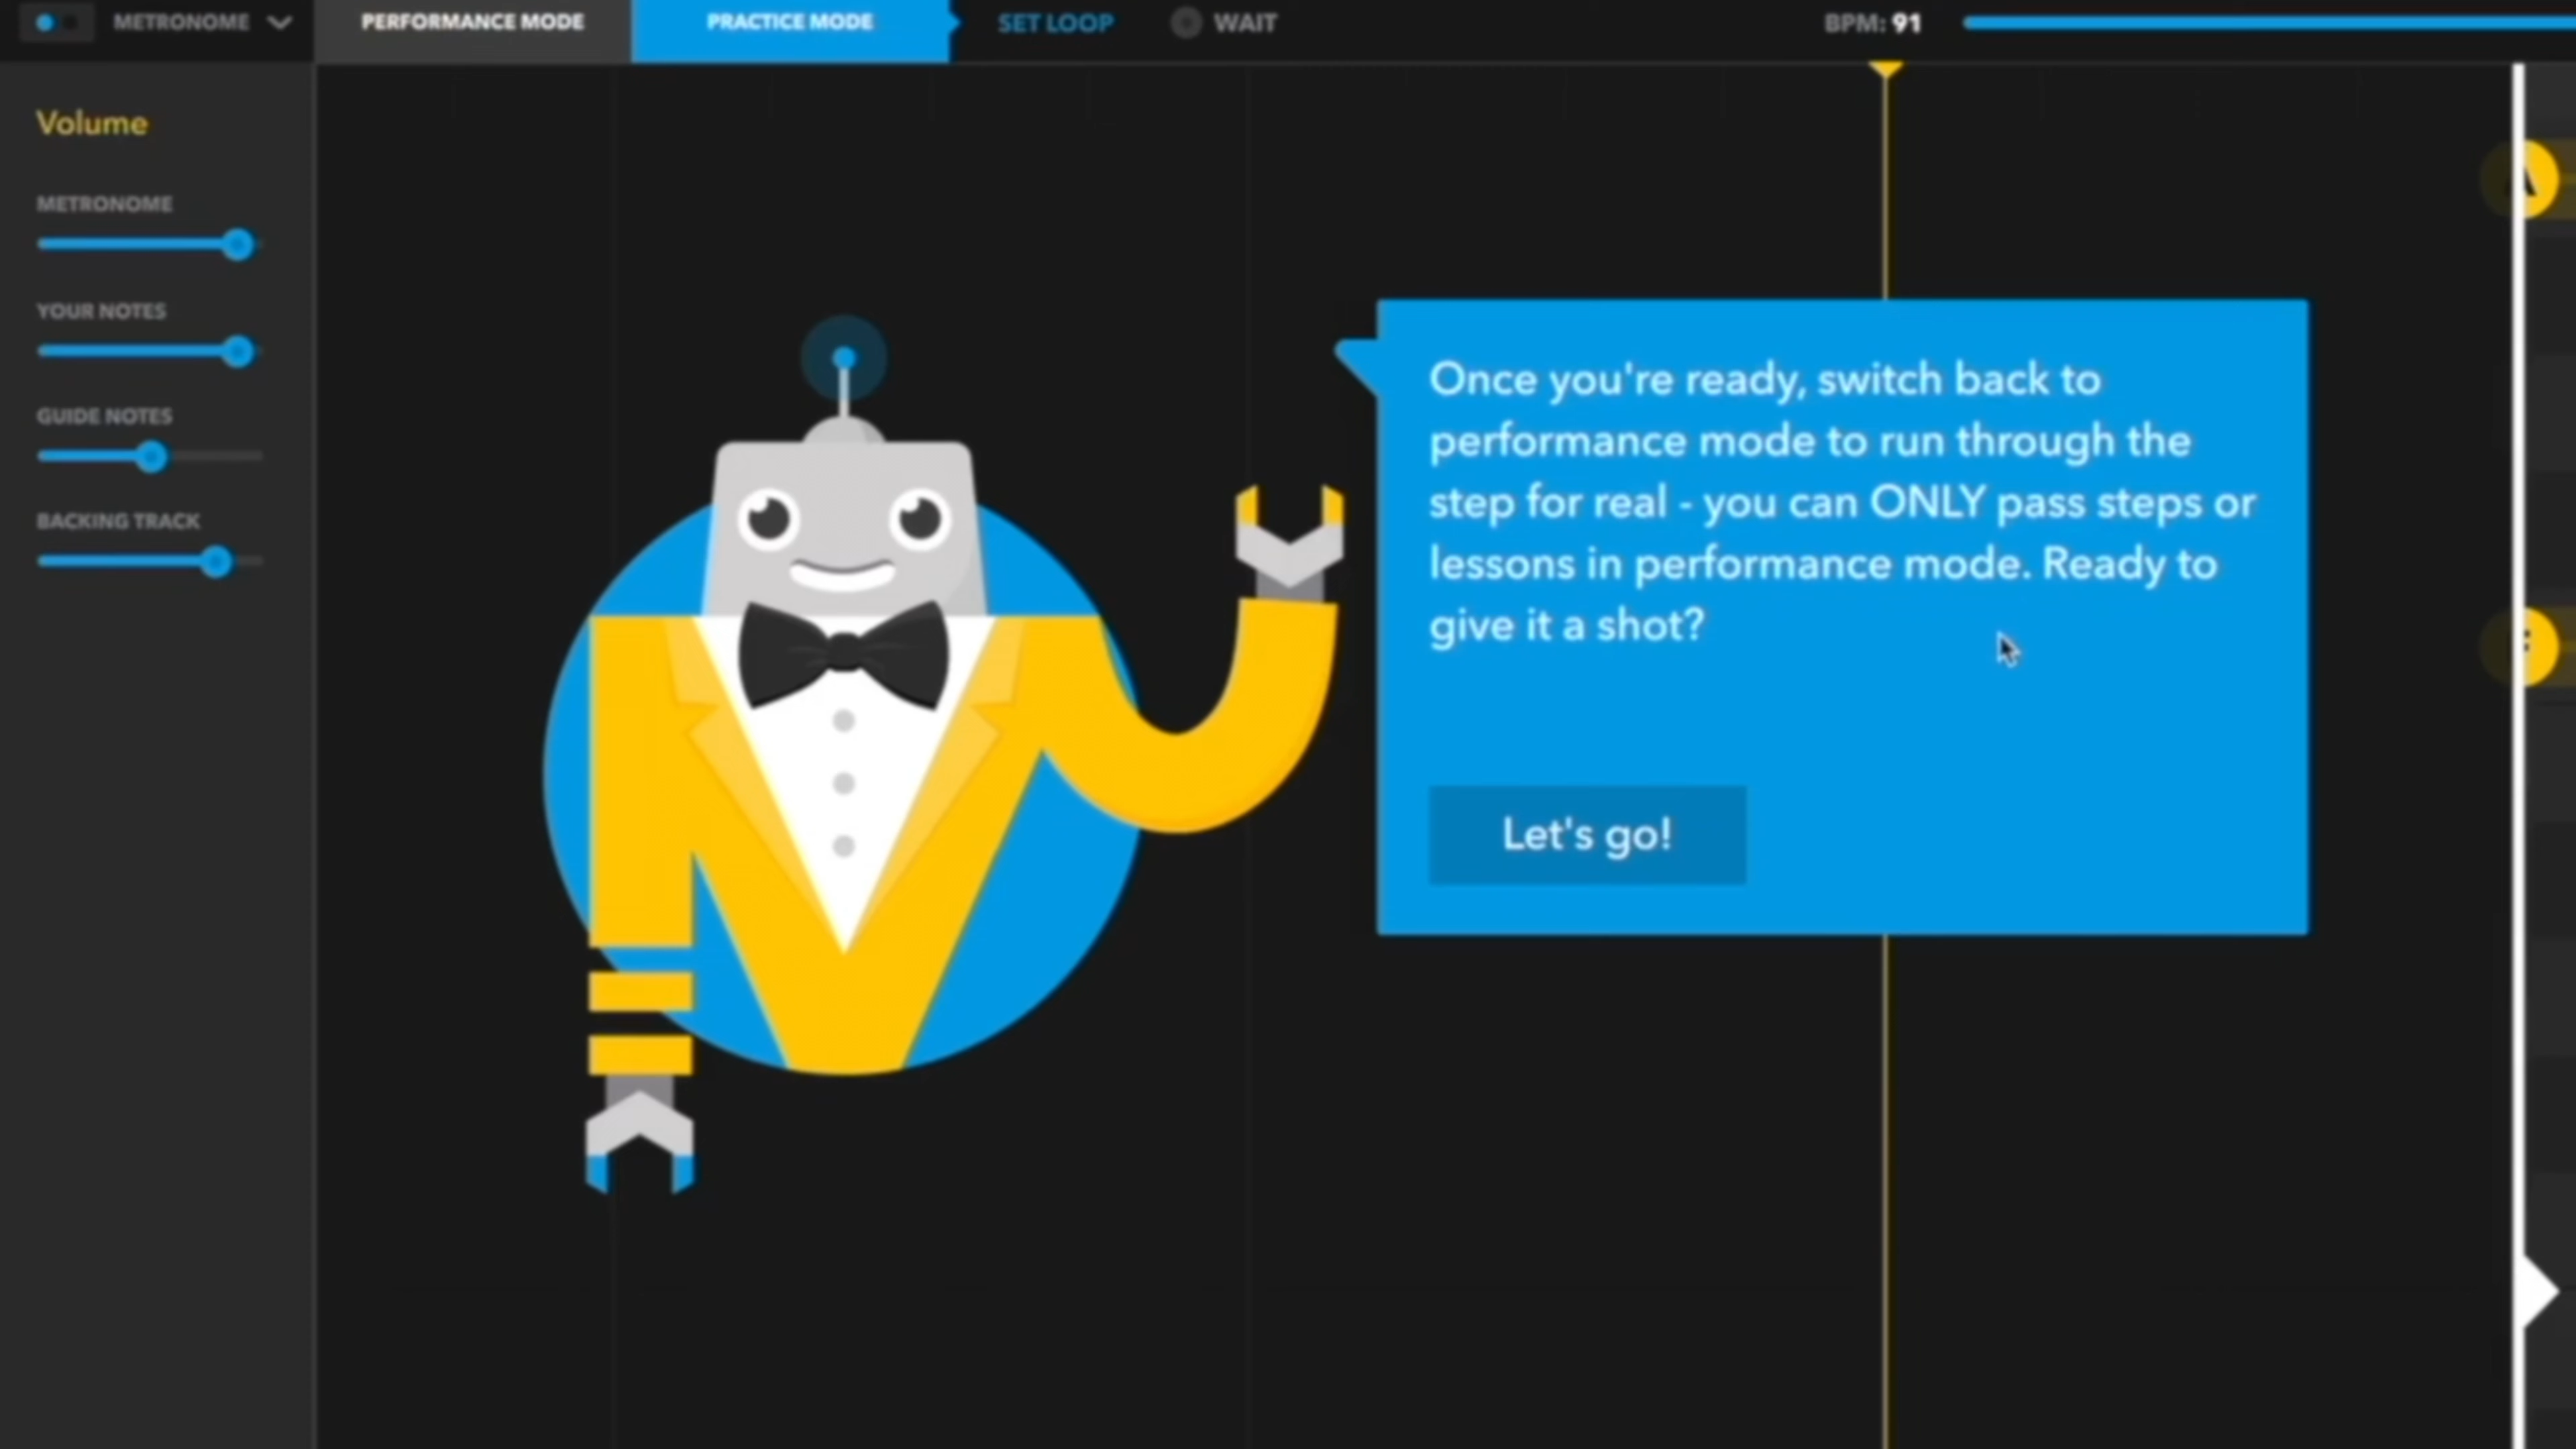 METRONOME
PERFORMANCE MODE
PRACTICE MODE
SET LOOP
WAIT
BPM: 91
Volume
METRONOME
YOUR NOTES
GUIDE NOTES
BACKING TRACK
Once you're ready, switch back to
performance mode to run through the
step for real - you can ONLY pass steps or
lessons in performance mode. Ready to
give it a shot?
Let's go!